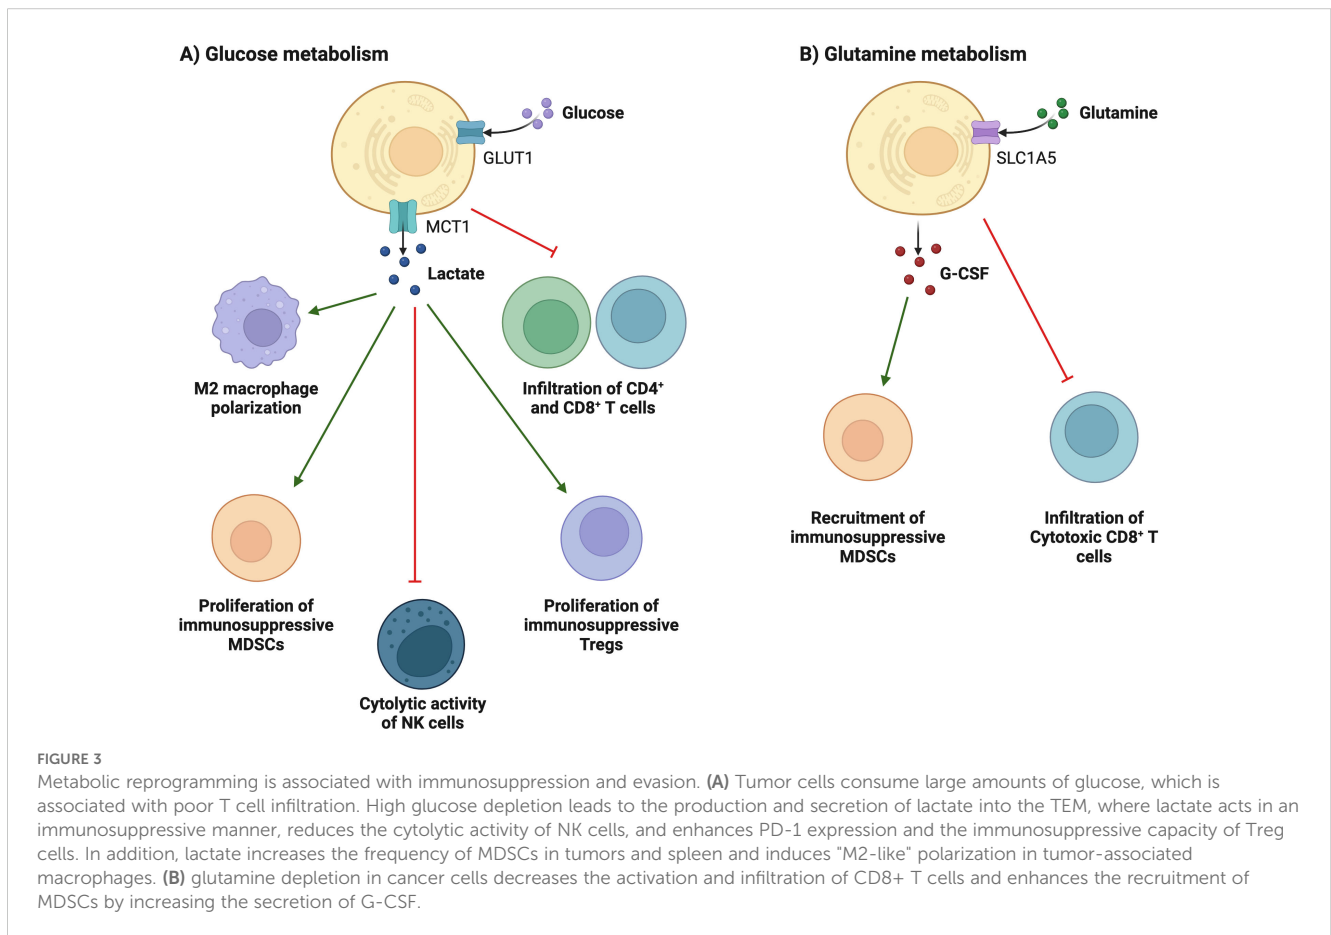 A) Glucose metabolism
Glucose
GLUT1
MCT1
Lactate
M2 macrophage
polarization
Infiltration of CD4⁺
and CD8⁺ T cells
Proliferation of
immunosuppressive
MDSCs
Cytolytic activity
of NK cells
Proliferation of
immunosuppressive
Tregs
B) Glutamine metabolism
Glutamine
SLC1A5
G-CSF
Recruitment of
immunosuppressive
MDSCs
Infiltration of
Cytotoxic CD8⁺ T
cells
FIGURE 3
Metabolic reprogramming is associated with immunosuppression and evasion. (A) Tumor cells consume large amounts of glucose, which is
associated with poor T cell infiltration. High glucose depletion leads to the production and secretion of lactate into the TEM, where lactate acts in an
immunosuppressive manner, reduces the cytolytic activity of NK cells, and enhances PD-1 expression and the immunosuppressive capacity of Treg
cells. In addition, lactate increases the frequency of MDSCs in tumors and spleen and induces "M2-like" polarization in tumor-associated
macrophages. (B) glutamine depletion in cancer cells decreases the activation and infiltration of CD8+ T cells and enhances the recruitment of
MDSCs by increasing the secretion of G-CSF.